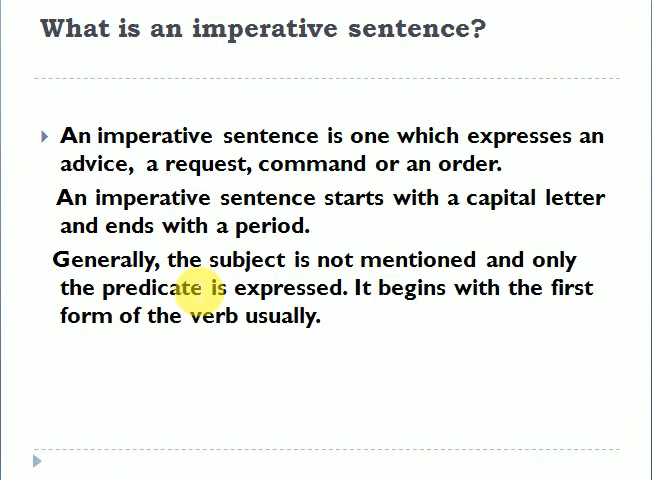 What is an imperative sentence?
An imperative sentence is one which expresses an
advice, a request, command or an order.
An imperative sentence starts with a capital letter
and ends with a period.
Generally, the subject is not mentioned and only
the predicate is expressed. It begins with the first
form of the verb usually.